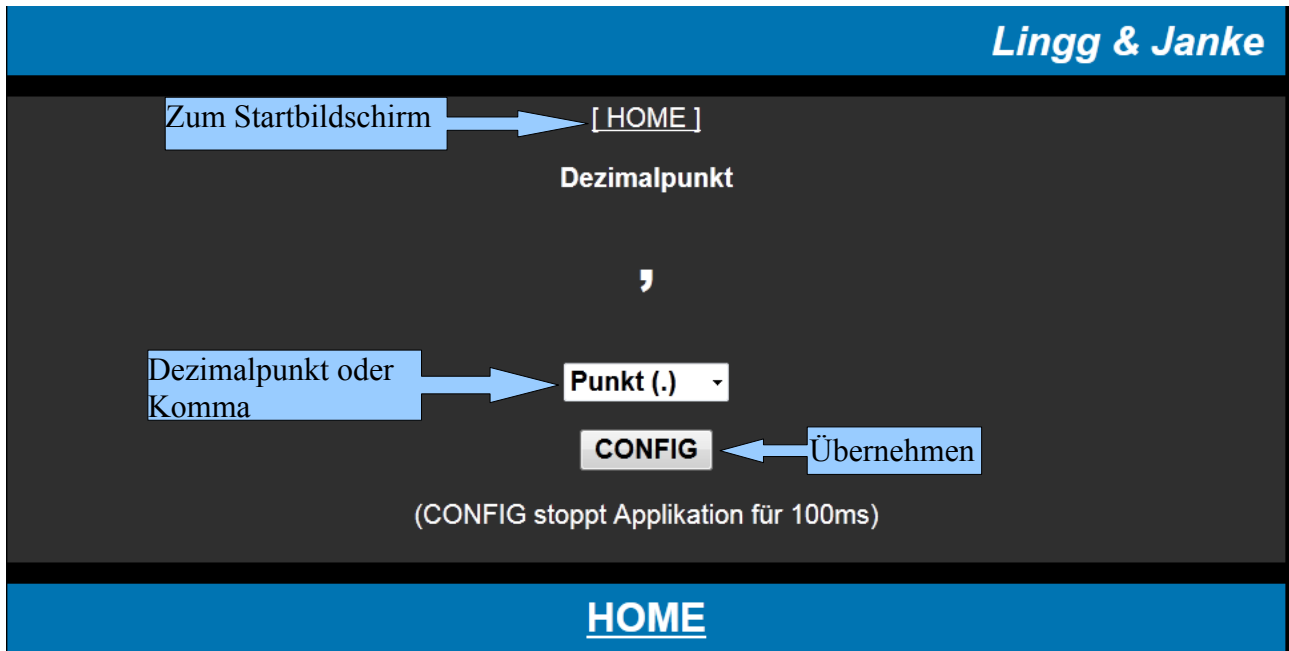 Lingg & Janke
Zum Startbildschirm
[ HOME ]
Dezimalpunkt
,
Dezimalpunkt oder
Komma
Punkt (.)
CONFIG
Übernehmen
(CONFIG stoppt Applikation für 100ms)
HOME